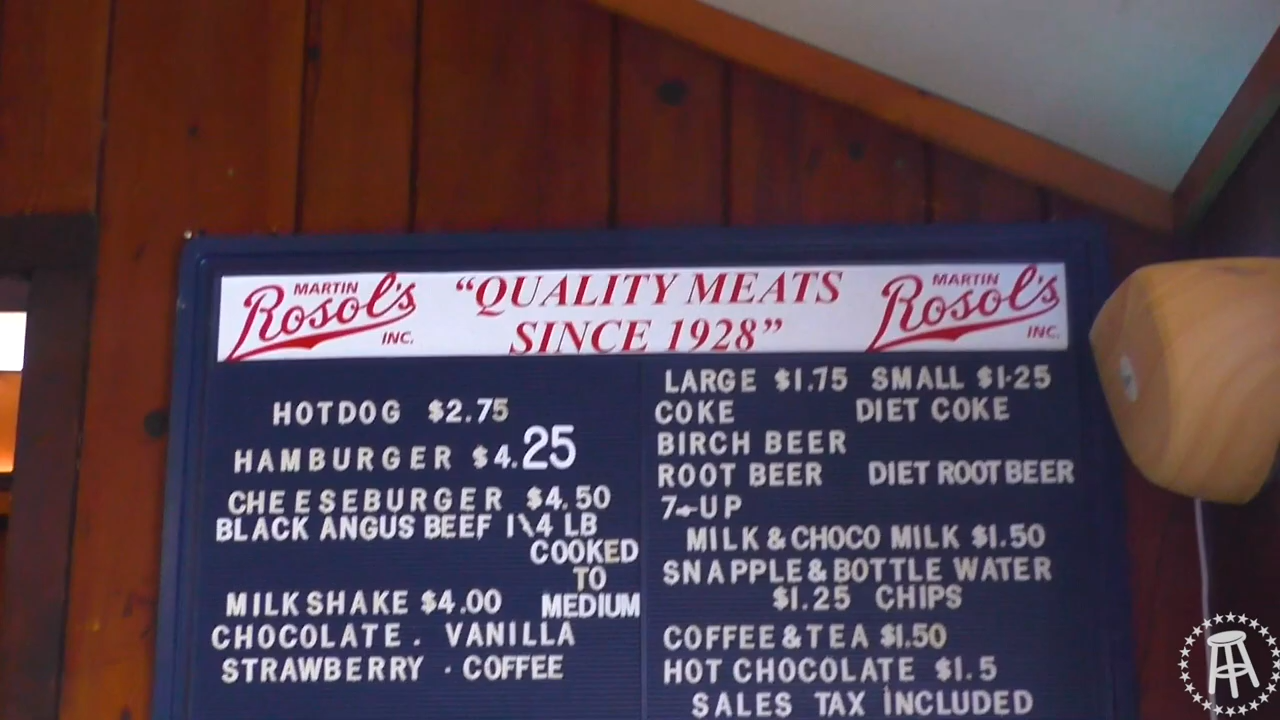 MARTIN Rosol's INC.
"QUALITY MEATS
SINCE 1928"
MARTIN Rosol's INC.
HOTDOG $2.75
HAMBURGER $4.25
CHEESEBURGER $4.50
BLACK ANGUS BEEF 1\4 LB
COOKED
TO
MEDIUM
MILKSHAKE $4.00
CHOCOLATE . VANILLA
STRAWBERRY . COFFEE
LARGE $1.75 SMALL $1.25
COKE DIET COKE
BIRCH BEER
ROOT BEER DIET ROOT BEER
7-UP
MILK & CHOCO MILK $1.50
SNAPPLE & BOTTLE WATER
$1.25 CHIPS
COFFEE & TEA $1.50
HOT CHOCOLATE $1.5
SALES TAX INCLUDED